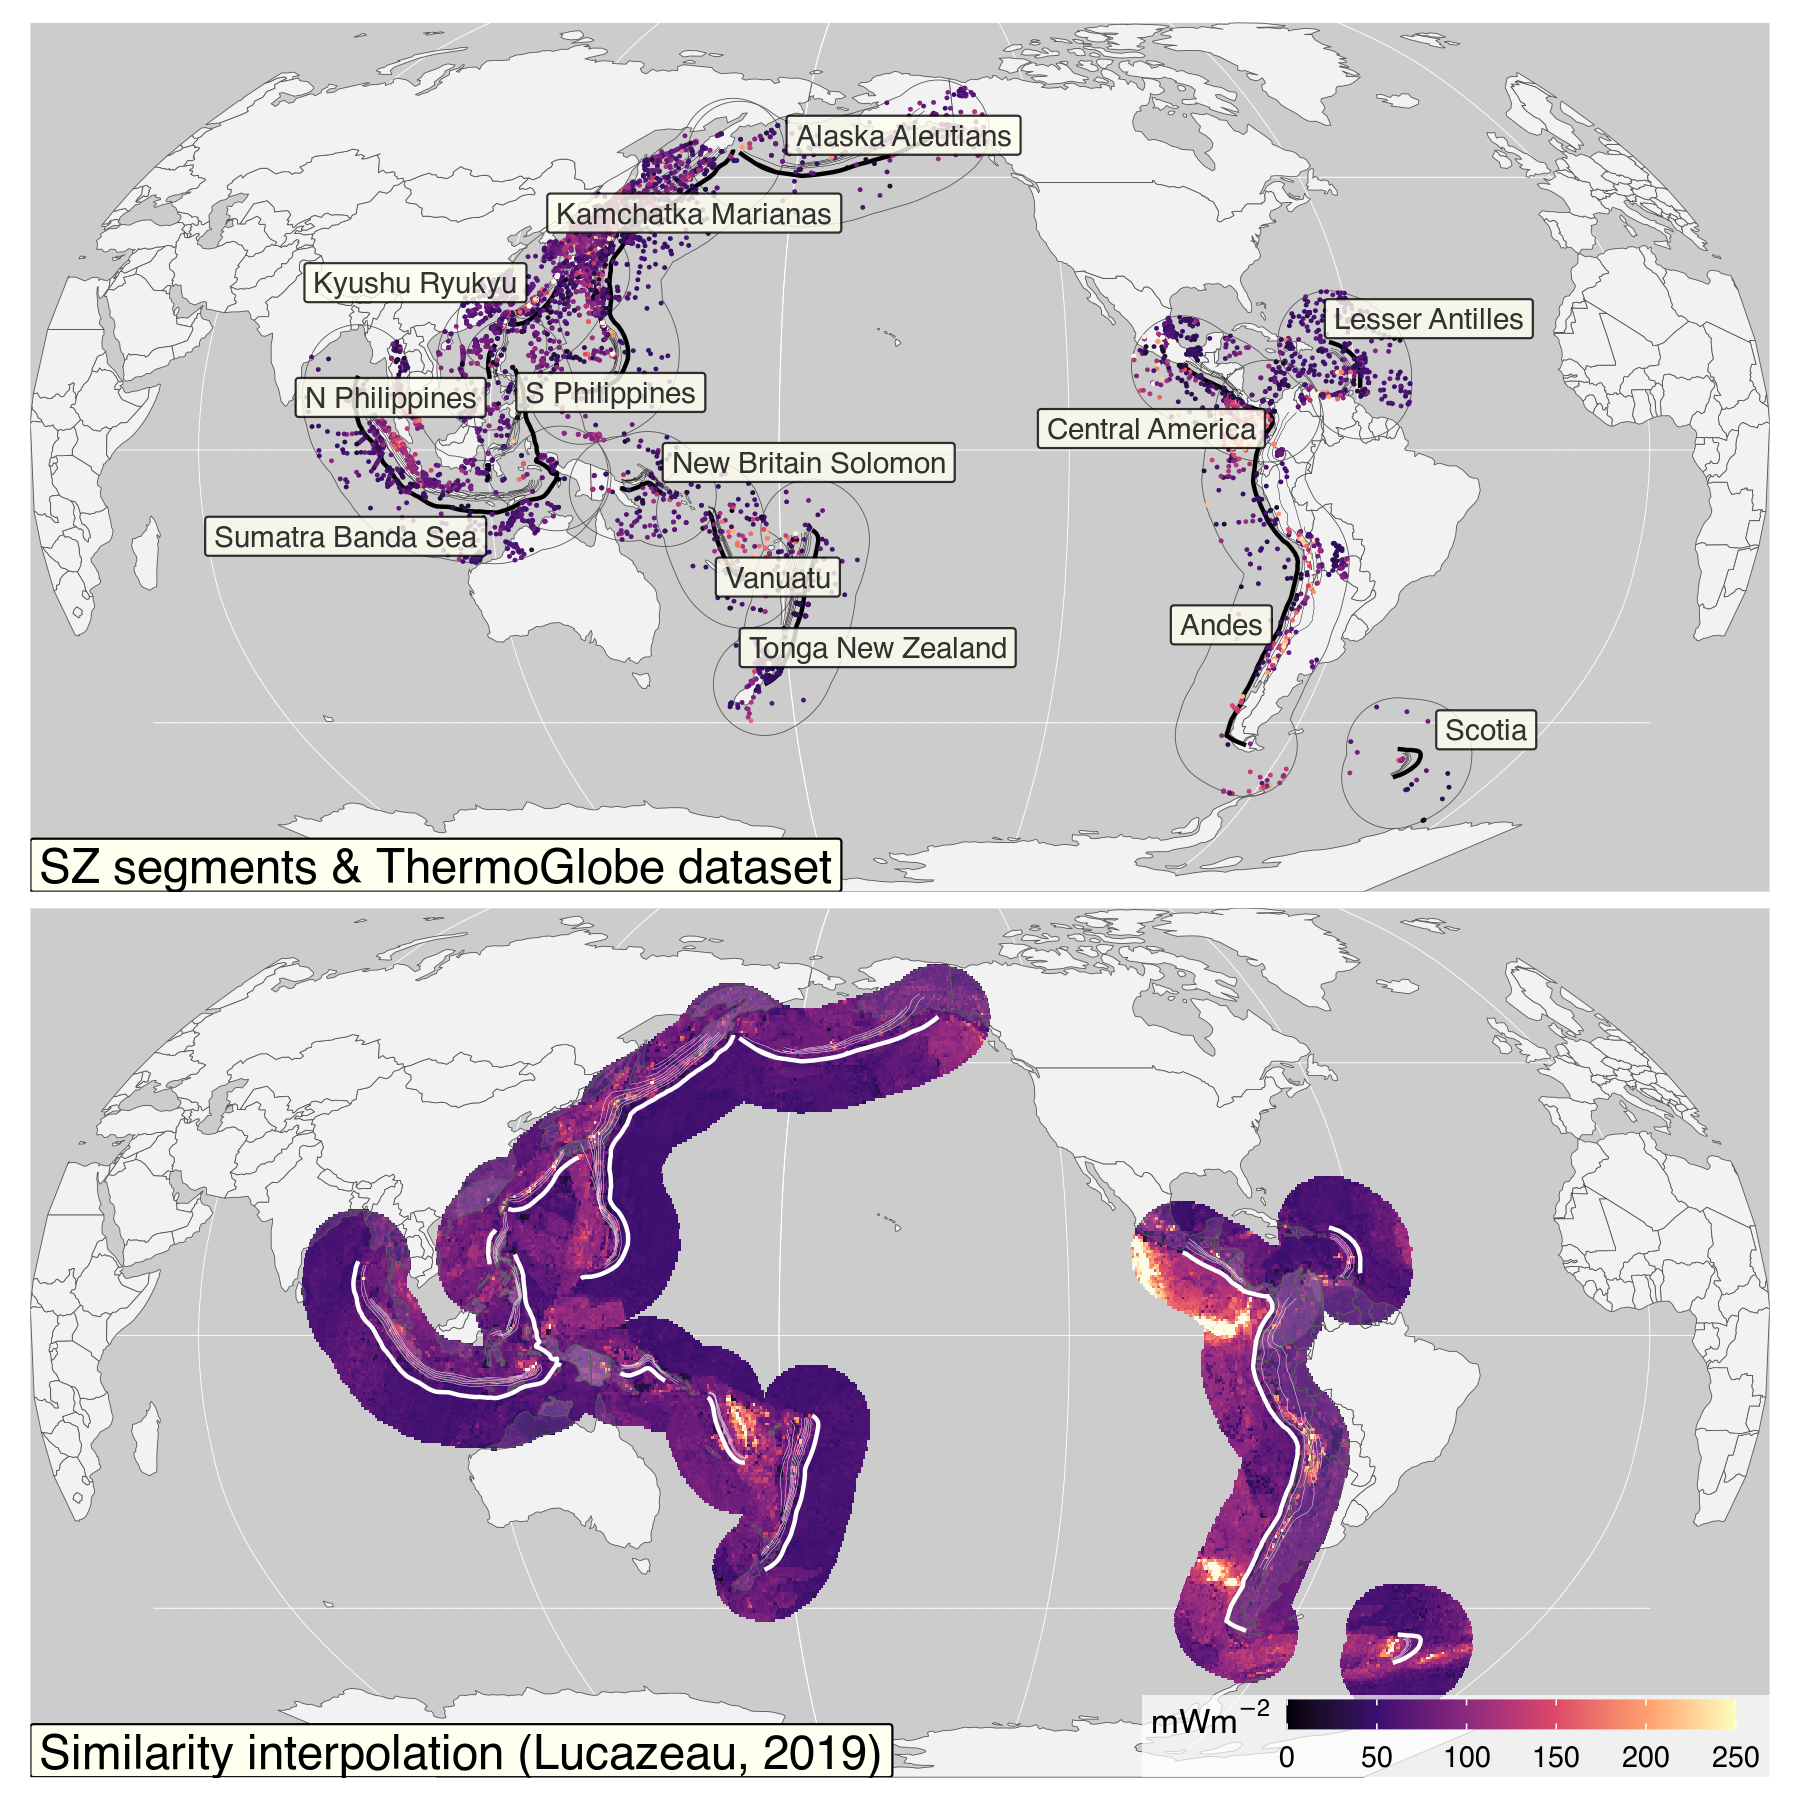 Alaska Aleutians
Kamchatka Marianas
Kyushu Ryukyu
Lesser Antilles
N Philippines
S Philippines
Central America
New Britain Solomon
Sumatra Banda Sea
Vanuatu
Andes
Tonga New Zealand
Scotia
SZ segments & ThermoGlobe dataset
mWm⁻²
0 50 100 150 200 250
Similarity interpolation (Lucazeau, 2019)